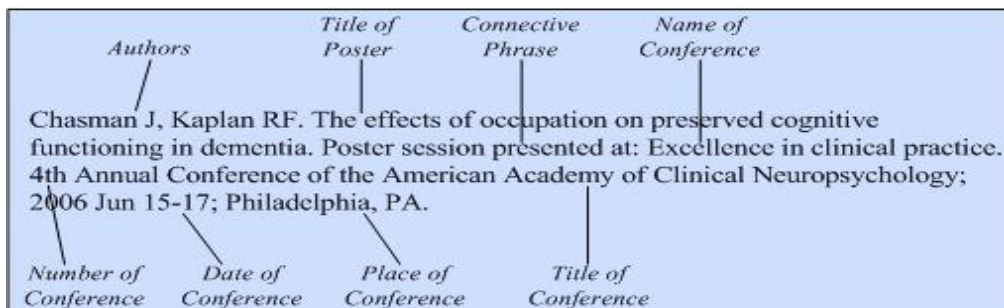 Title of Connective Name of
Authors Poster Phrase Conference
Chasman J, Kaplan RF. The effects of occupation on preserved cognitive
functioning in dementia. Poster session presented at: Excellence in clinical practice.
4th Annual Conference of the American Academy of Clinical Neuropsychology;
2006 Jun 15-17; Philadelphia, PA.
Number of Date of Place of Title of
Conference Conference Conference Conference